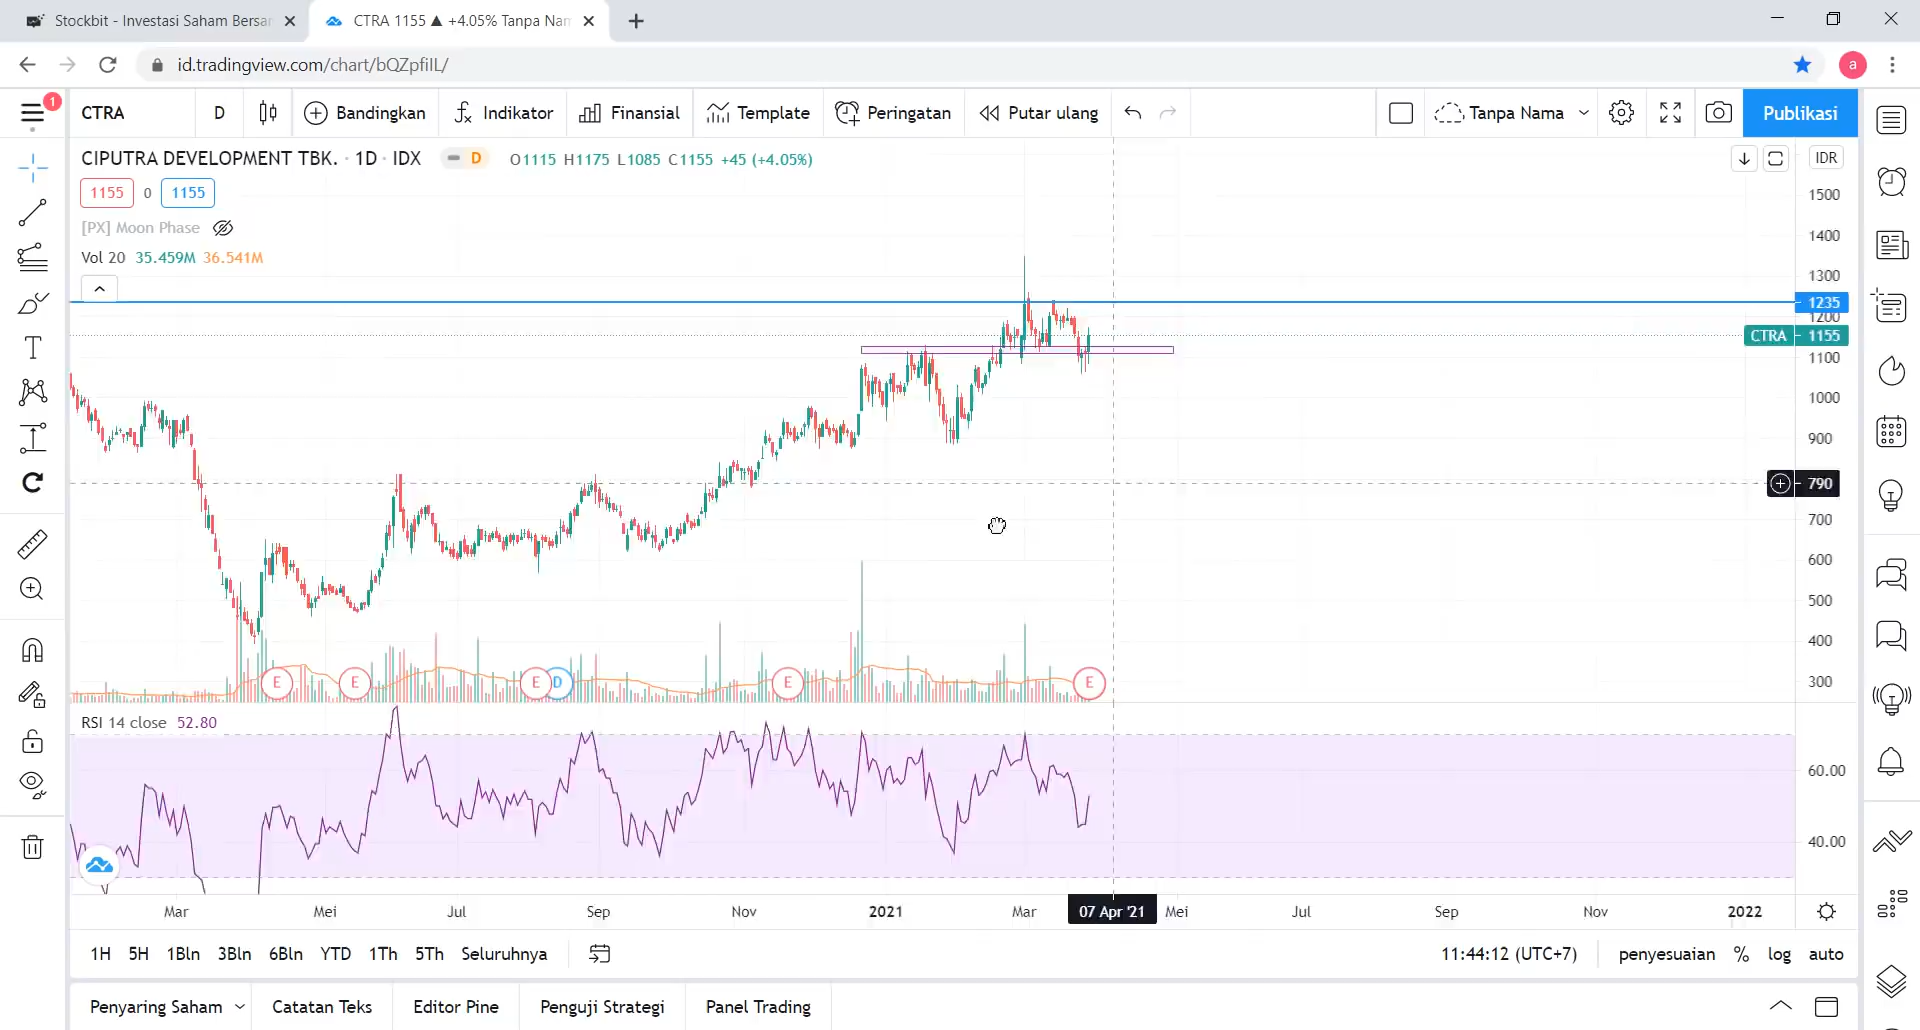 Stockbit - Investasi Saham Bersar
CTRA 1155 ▲ +4.05% Tanpa Nam
id.tradingview.com/chart/bQZpfiIL/
a
1
CTRA D Bandingkan Indikator Finansial Template Peringatan Putar ulang Tanpa Nama Publikasi
CIPUTRA DEVELOPMENT TBK. · 1D · IDX D O1115 H1175 L1085 C1155 +45 (+4.05%) IDR
1155 0 1155
[PX] Moon Phase
Vol 20 35.459M 36.541M
1500
1400
1300
1235
1200
CTRA 1155
1100
1000
900
790
700
600
500
400
300
E E E D E E
RSI 14 close 52.80
60.00
40.00
Mar Mei Jul Sep Nov 2021 Mar 07 Apr '21 Mei Jul Sep Nov 2022
1H 5H 1Bln 3Bln 6Bln YTD 1Th 5Th Seluruhnya 11:44:12 (UTC+7) penyesuaian % log auto
Penyaring Saham Catatan Teks Editor Pine Penguji Strategi Panel Trading